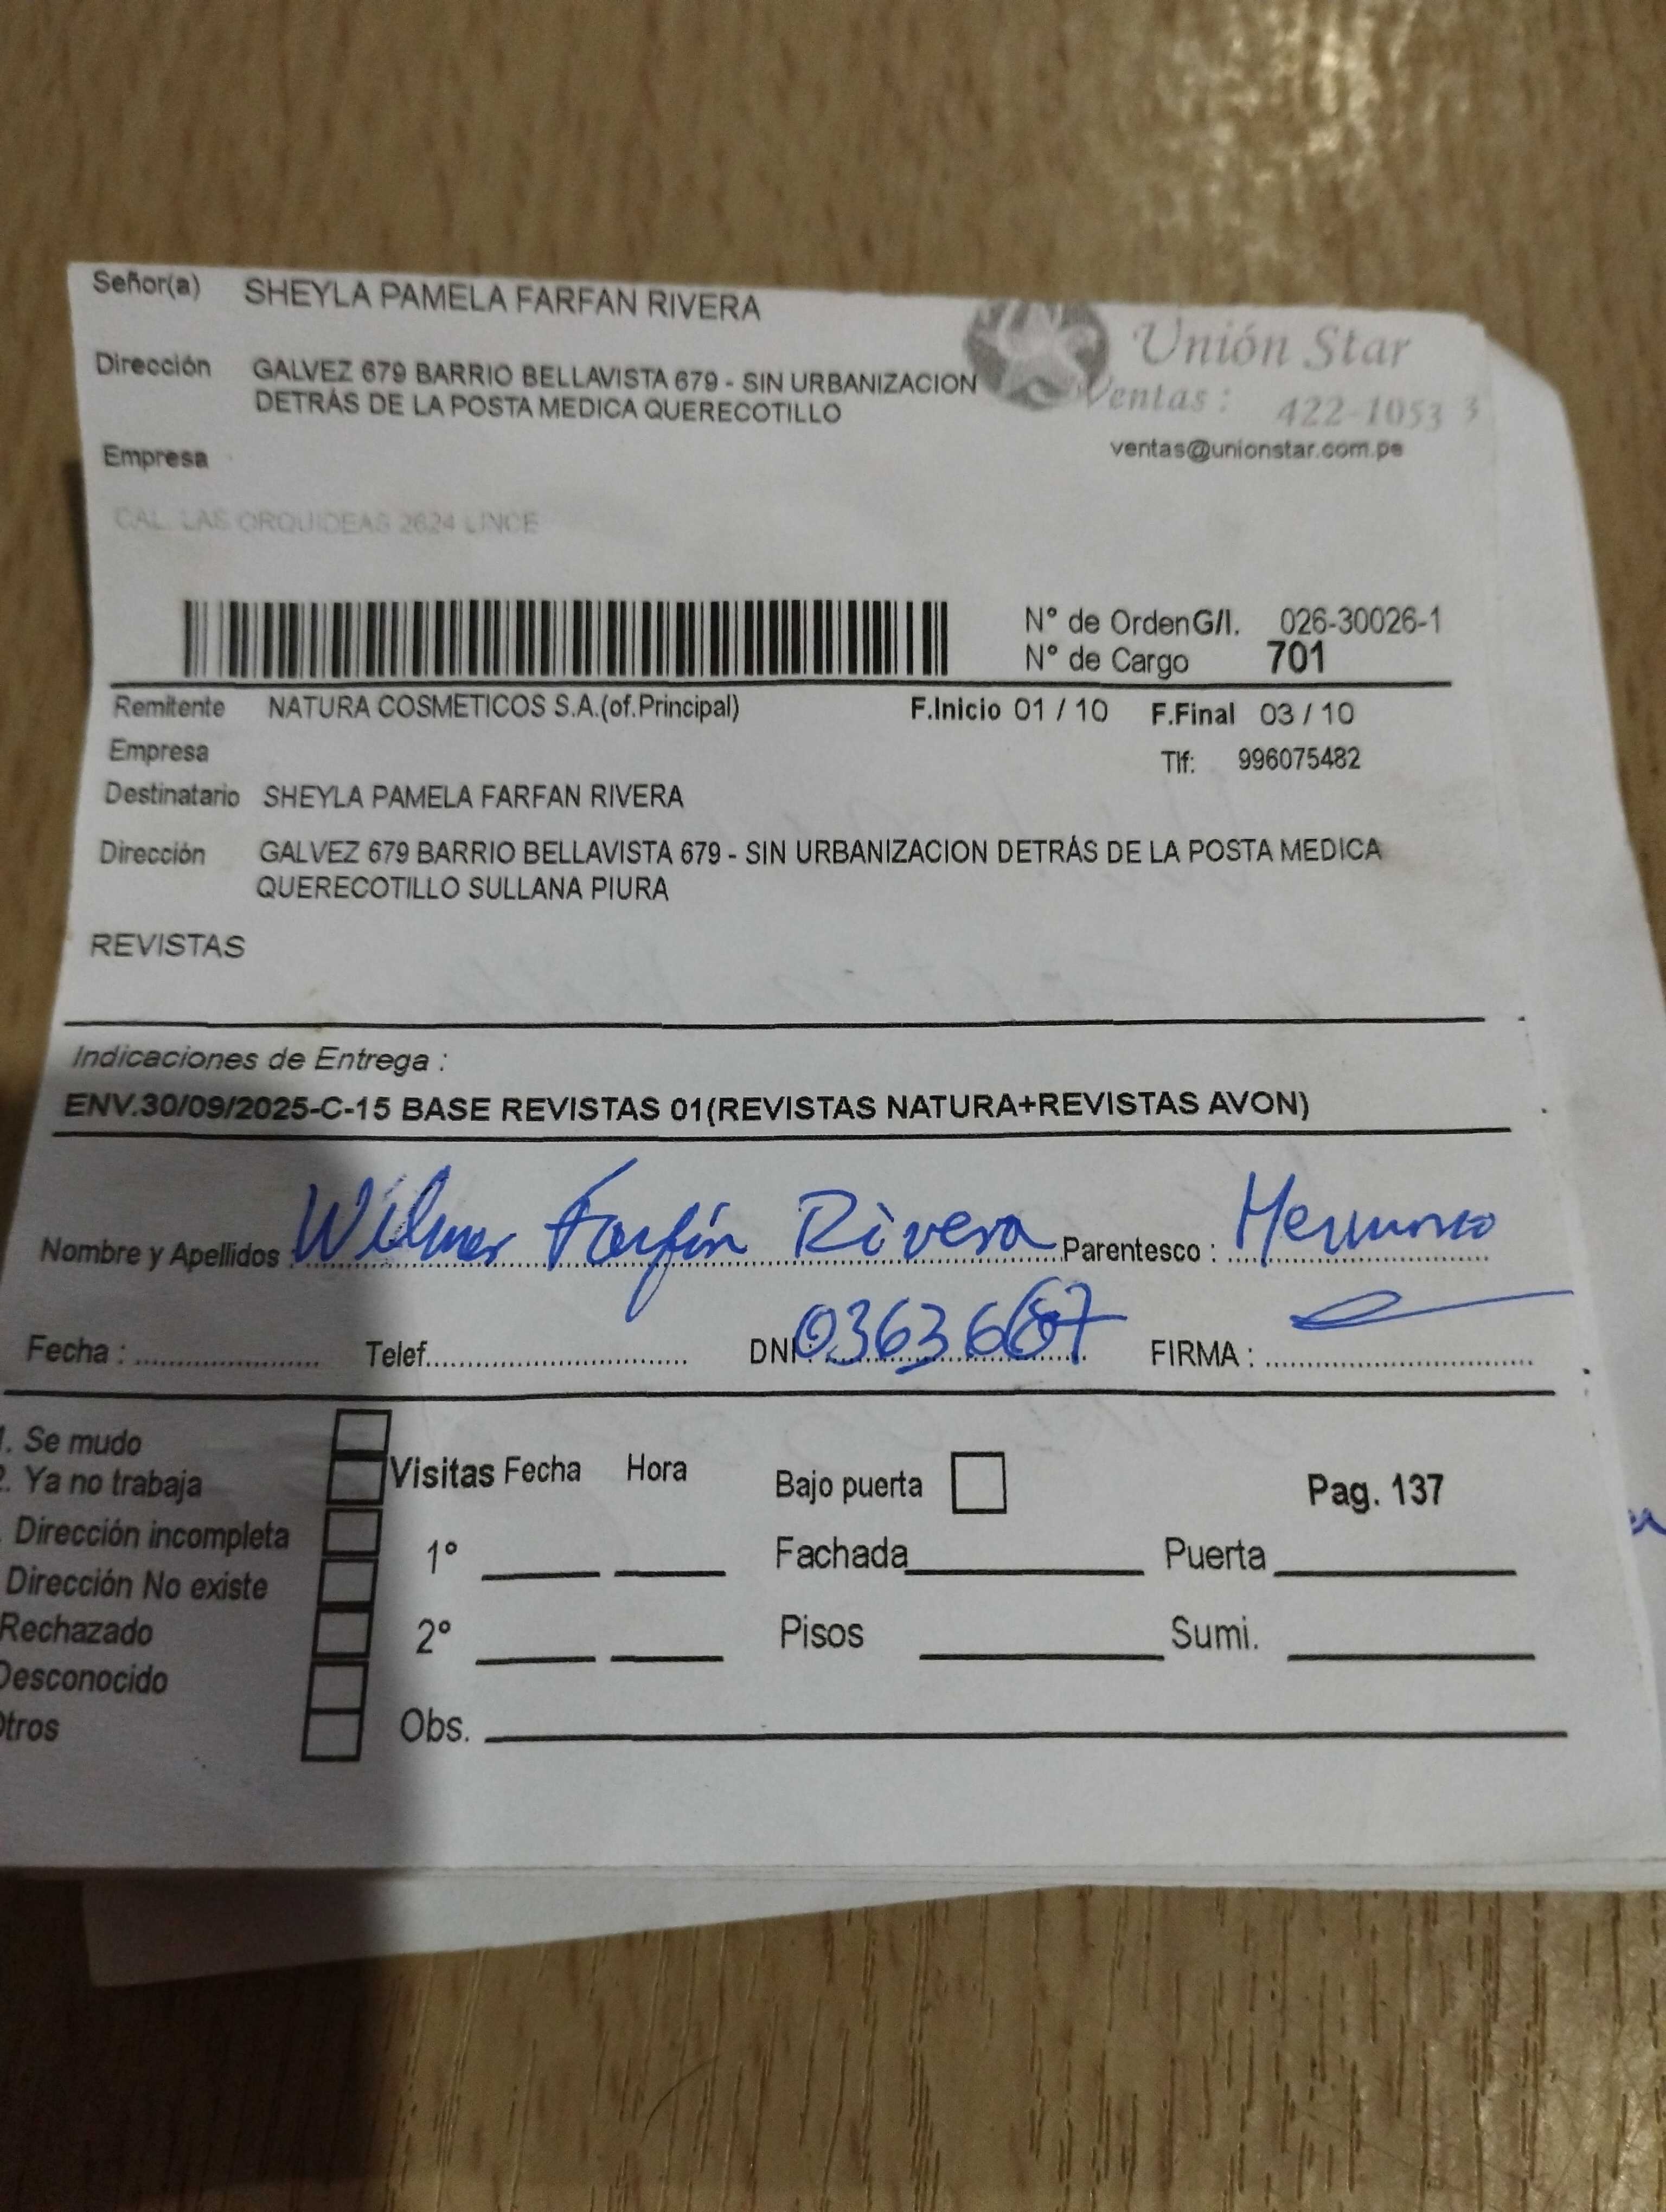 Señor(a) SHEYLA PAMELA FARFAN RIVERA
Unión Star
Dirección GALVEZ 679 BARRIO BELLAVISTA 679 - SIN URBANIZACION
DETRÁS DE LA POSTA MEDICA QUERECOTILLO
Ventas : 422-1053 3
Empresa
ventas@unionstar.com.pe
CAL. LAS ORQUIDEAS 2624 LINCE
N° de Orden G/I. 026-30026-1
N° de Cargo 701
Remitente NATURA COSMETICOS S.A.(of.Principal) F.Inicio 01 / 10 F.Final 03 / 10
Empresa Tlf: 996075482
Destinatario SHEYLA PAMELA FARFAN RIVERA
Dirección GALVEZ 679 BARRIO BELLAVISTA 679 - SIN URBANIZACION DETRÁS DE LA POSTA MEDICA
QUERECOTILLO SULLANA PIURA
REVISTAS
Indicaciones de Entrega :
ENV.30/09/2025-C-15 BASE REVISTAS 01(REVISTAS NATURA+REVISTAS AVON)
Nombre y Apellidos Wilmer Farfán Rivera Parentesco : Hermano
Fecha : Telef. DNI FIRMA :
1. Se mudo
2. Ya no trabaja
Visitas Fecha Hora Bajo puerta Pag. 137
Dirección incompleta
1° Fachada Puerta
Dirección No existe
Rechazado
2° Pisos Sumi.
Desconocido
Otros
Obs.